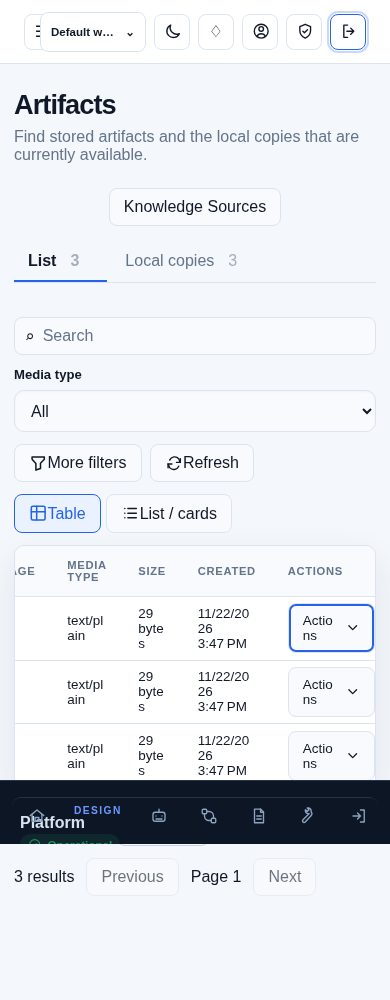 Default w… ⌄
Artifacts
Find stored artifacts and the local copies that are
currently available.
Knowledge Sources
List 3 Local copies 3
Search
Media type
All
More filters Refresh
Table List / cards
MEDIA
TYPE
SIZE
CREATED
ACTIONS
text/pl
ain
29
byte
s
11/22/20
26
3:47 PM
Actio
ns
text/pl
ain
29
byte
s
11/22/20
26
3:47 PM
Actio
ns
text/pl
ain
29
byte
s
11/22/20
26
3:47 PM
Actio
ns
DESIGN
Platform
Operational
3 results Previous Page 1 Next